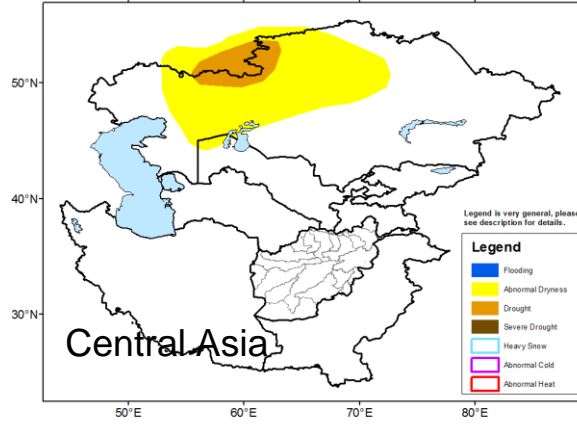 50°N
40°N
30°N
Legend is very general, please
see description for details.
Legend
Flooding
Abnormal Dryness
Drought
Severe Drought
Heavy Snow
Abnormal Cold
Abnormal Heat
Central Asia
50°E
60°E
70°E
80°E